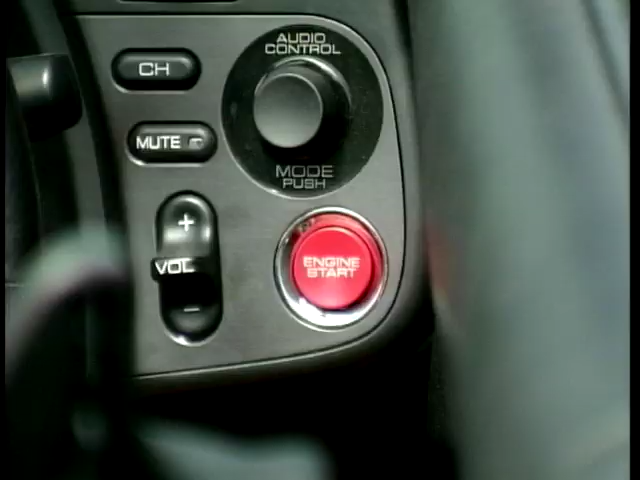 AUDIO
CONTROL
CH
MUTE
MODE
PUSH
+
VOL
−
ENGINE
START